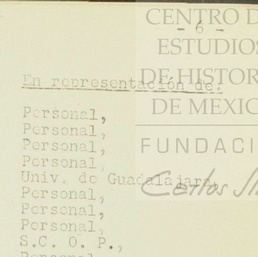 CENTRO D
- 6 -
ESTUDIOS
En representación de:
DE HISTOR
DE MEXIC
Personal,
Personal,
FUNDACI
Personal,
Personal,
Univ. de Guadalajara
Personal,
Personal,
Personal,
S.C. O. P.,
Personal